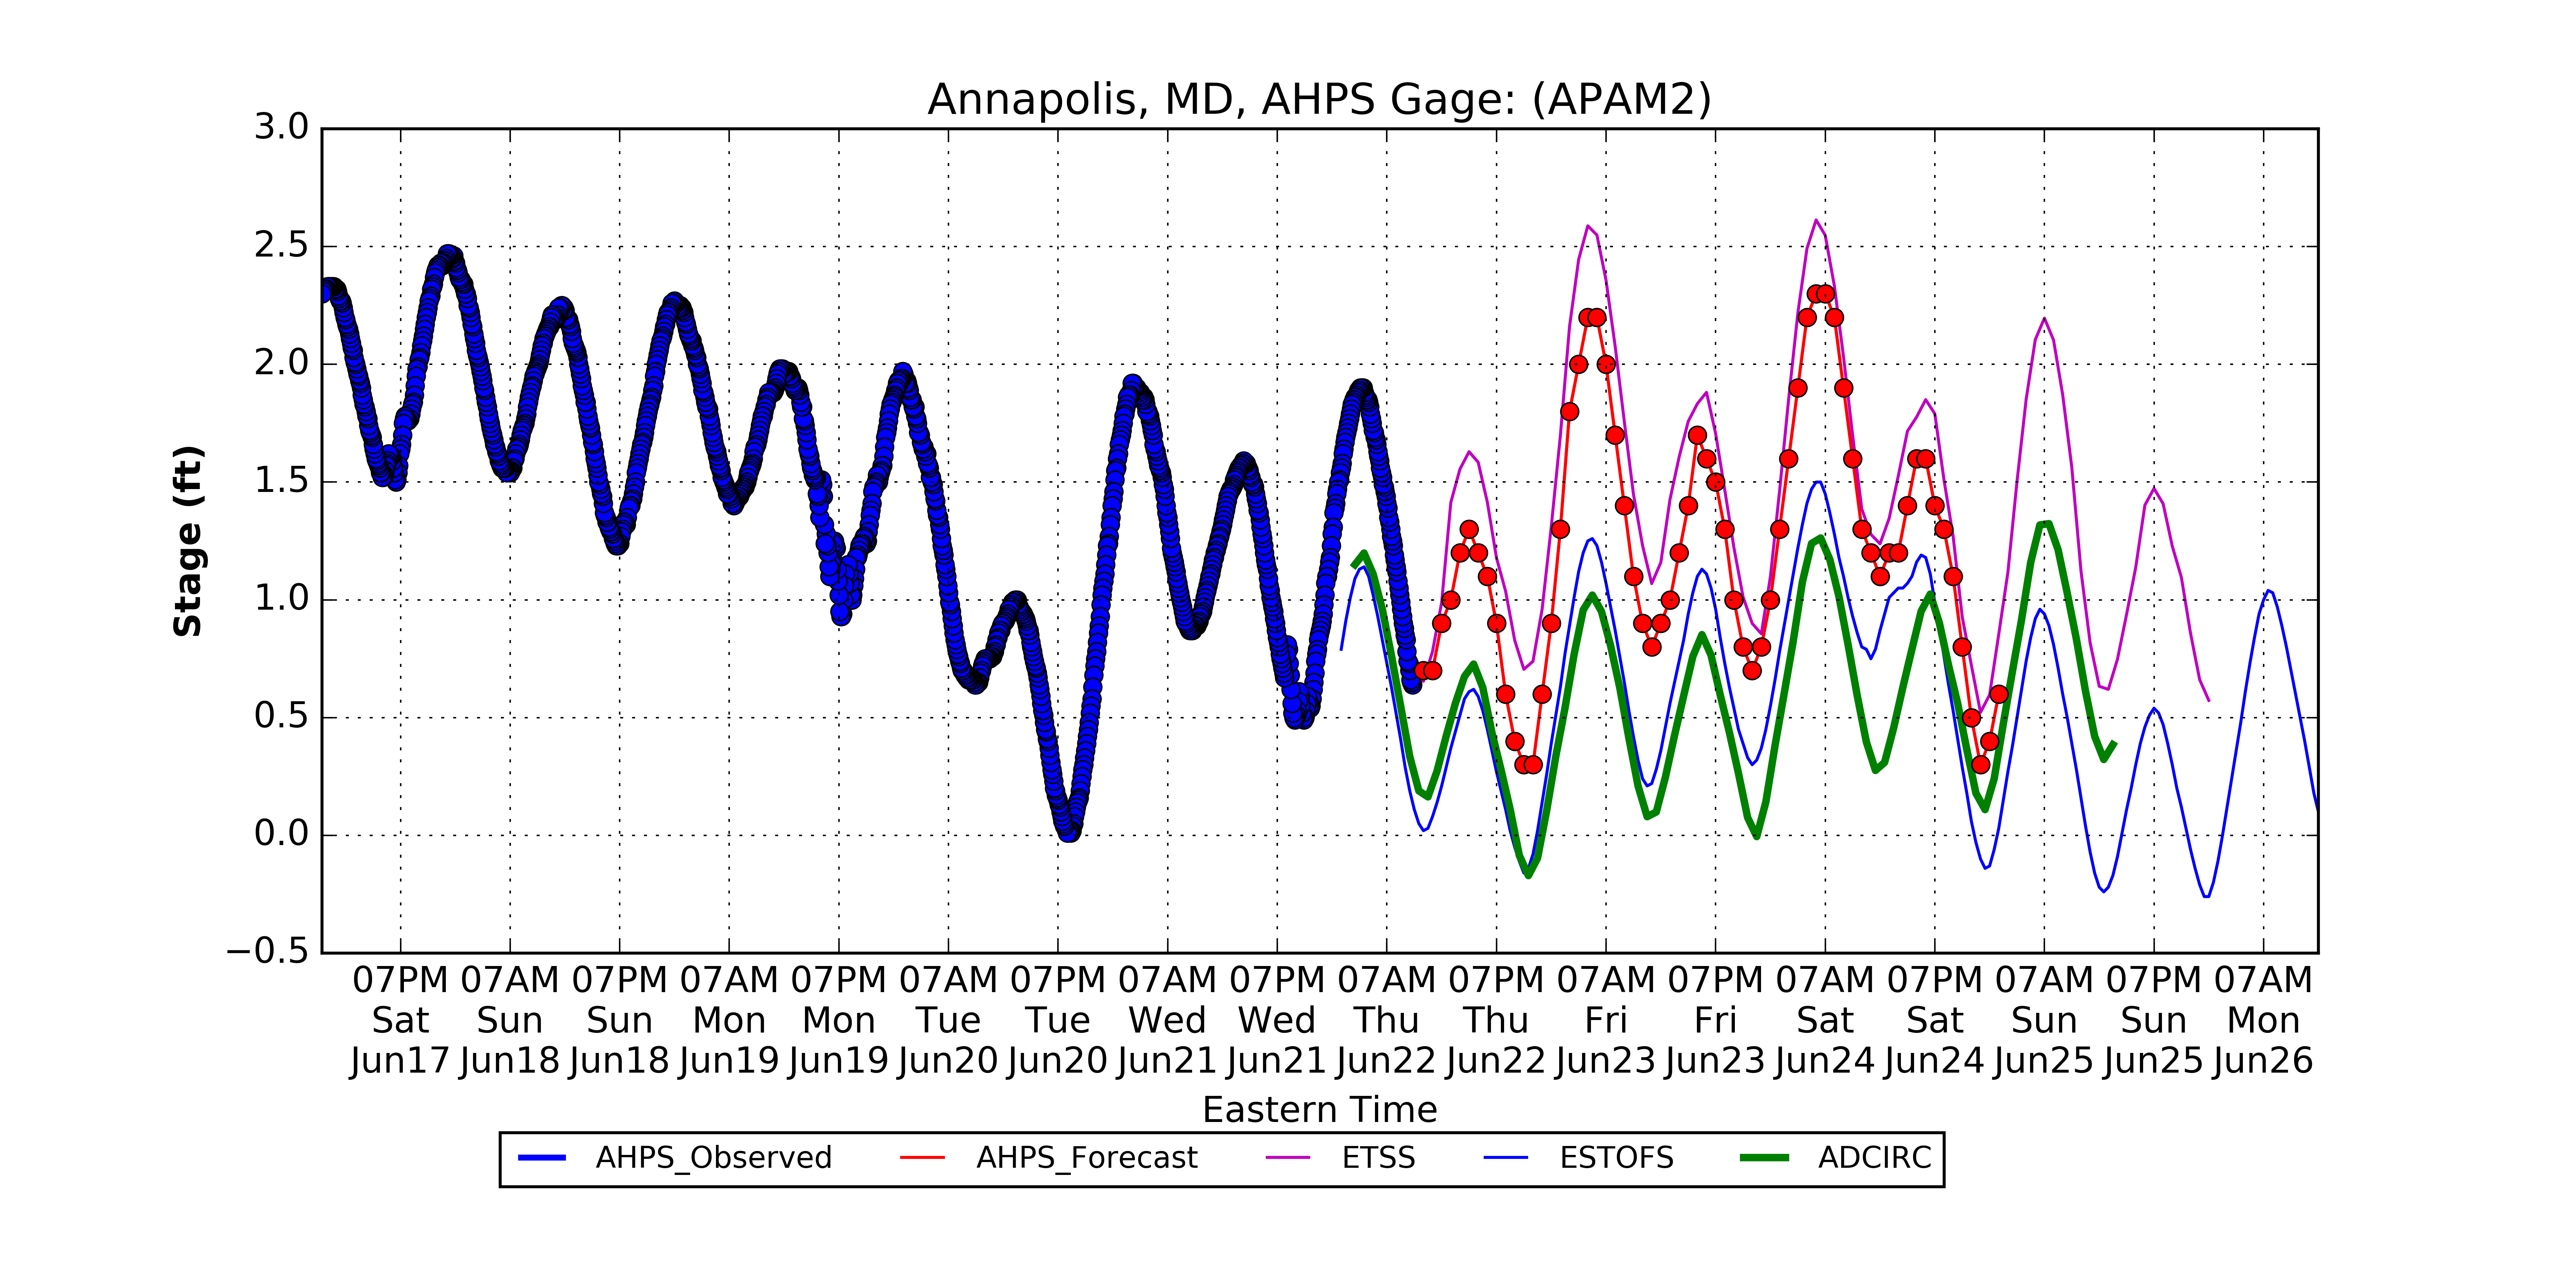 Annapolis, MD, AHPS Gage: (APAM2)
3.0
2.5
2.0
1.5
1.0
0.5
0.0
−0.5
Stage (ft)
07PM 07AM 07PM 07AM 07PM 07AM 07PM 07AM 07PM 07AM 07PM 07AM 07PM 07AM 07PM 07AM 07PM 07AM
Sat Sun Sun Mon Mon Tue Tue Wed Wed Thu Thu Fri Fri Sat Sat Sun Sun Mon
Jun17 Jun18 Jun18 Jun19 Jun19 Jun20 Jun20 Jun21 Jun21 Jun22 Jun22 Jun23 Jun23 Jun24 Jun24 Jun25 Jun25 Jun26
Eastern Time
AHPS_Observed AHPS_Forecast ETSS ESTOFS ADCIRC